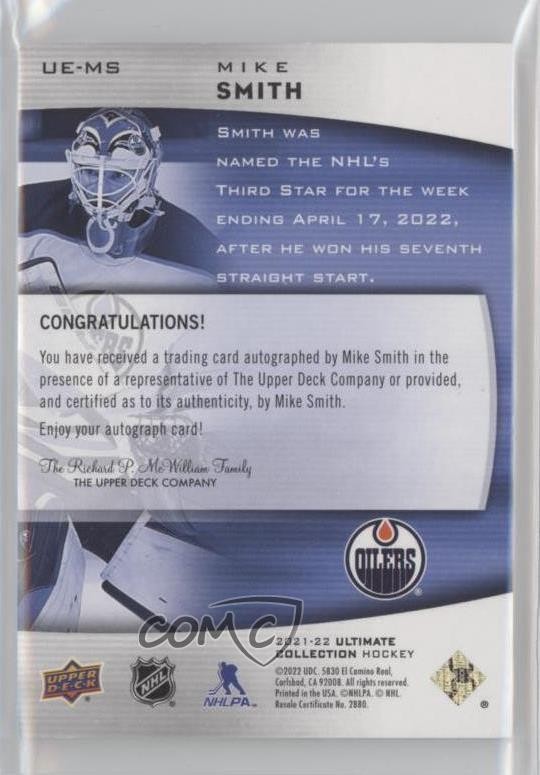 UE-MS
MIKE
SMITH
SMITH WAS
NAMED THE NHL'S
THIRD STAR FOR THE WEEK
ENDING APRIL 17, 2022,
AFTER HE WON HIS SEVENTH
STRAIGHT START.
CONGRATULATIONS!
You have received a trading card autographed by Mike Smith in the
presence of a representative of The Upper Deck Company or provided,
and certified as to its authenticity, by Mike Smith.
Enjoy your autograph card!
The Richard P. McWilliam Family
THE UPPER DECK COMPANY
OILERS
®
COMC
2021-22 ULTIMATE
COLLECTION HOCKEY
©2022 UDC. 5830 El Camino Real,
Carlsbad, CA 92008. All rights reserved.
Printed in the USA. ©NHLPA. © NHL.
Resale Certificate No. 2880.
UPPER
DECK
NHL
NHLPA
®